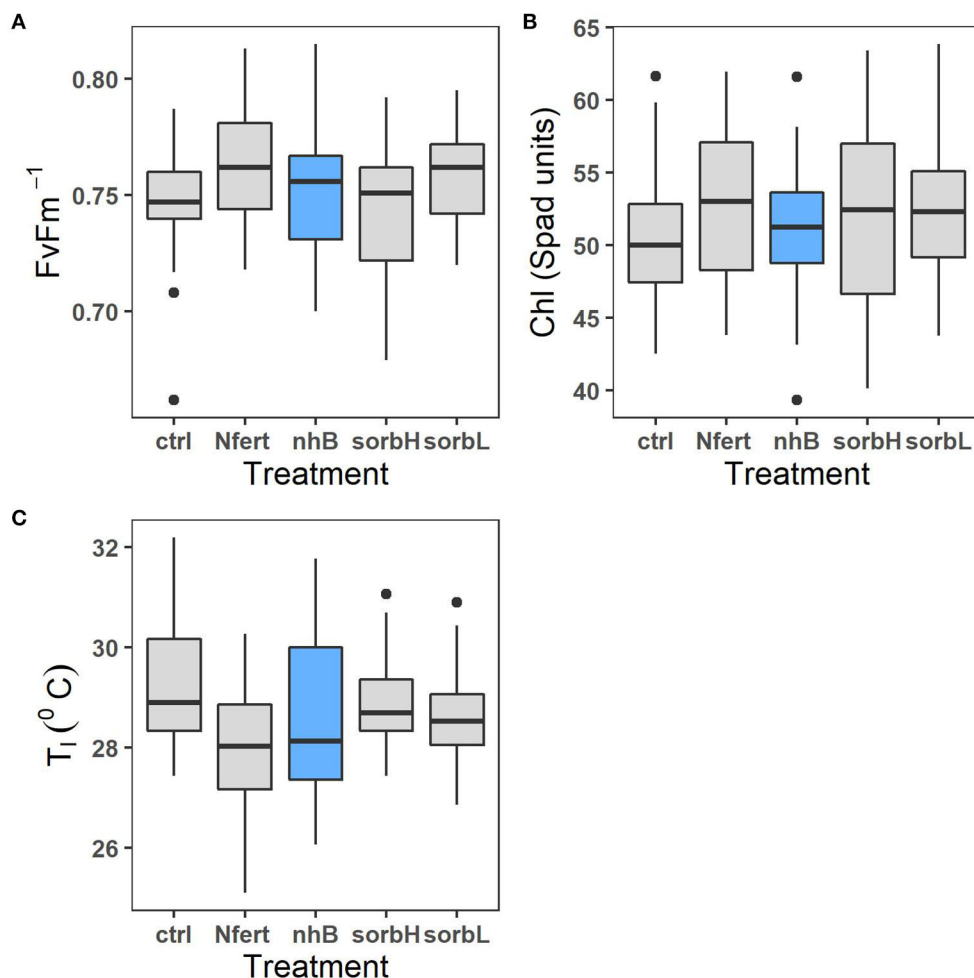 A
FvFm⁻¹
0.80
0.75
0.70
ctrl Nfert nhB sorbH sorbL
Treatment
B
Chl (Spad units)
65
60
55
50
45
40
ctrl Nfert nhB sorbH sorbL
Treatment
C
Tₗ (⁰ C)
32
30
28
26
ctrl Nfert nhB sorbH sorbL
Treatment